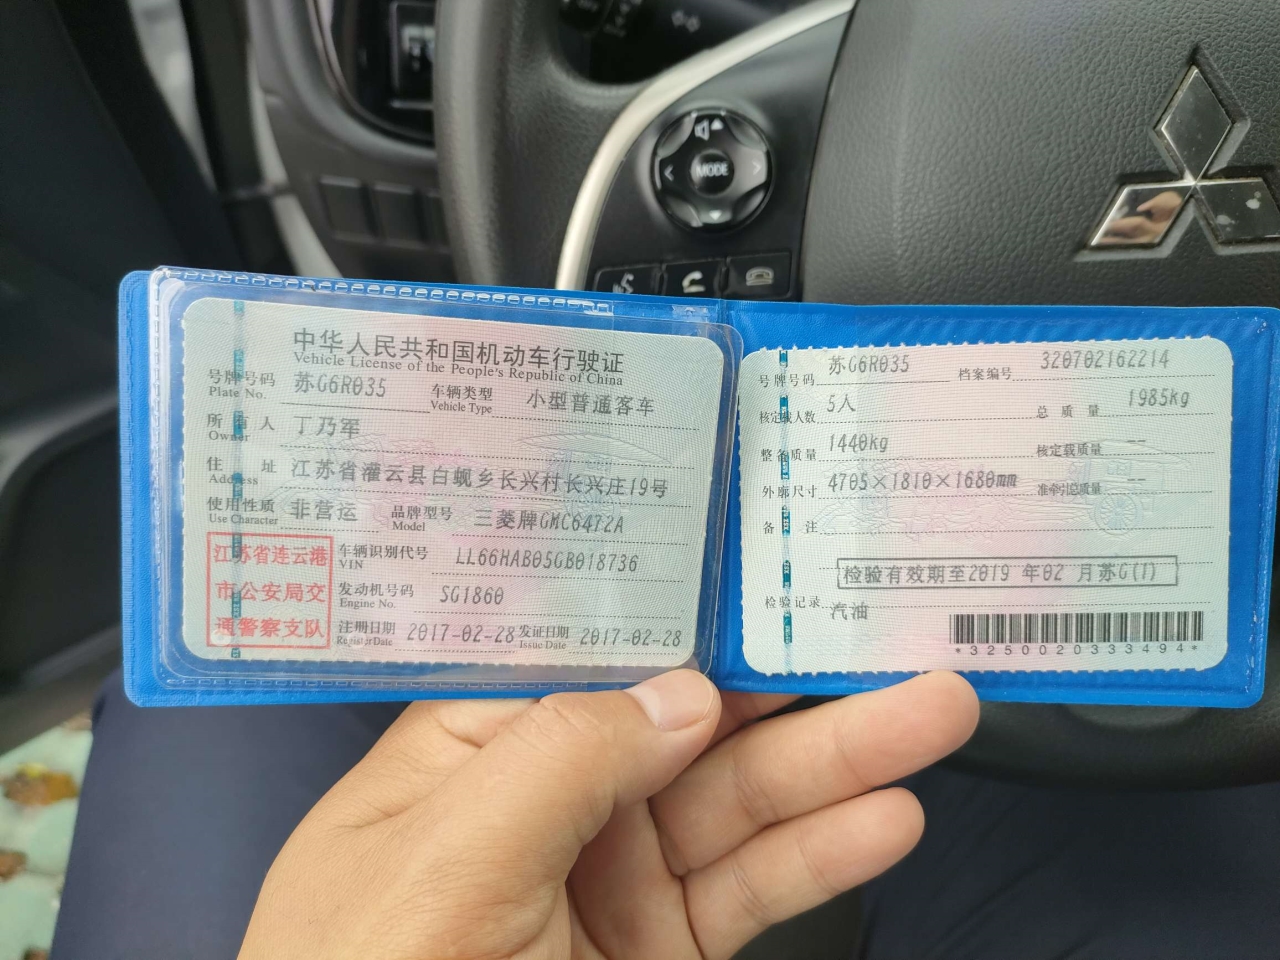 MODE
中华人民共和国机动车行驶证
Vehicle License of the People's Republic of China
号牌号码 苏G6R035 车辆类型 小型普通客车
Plate No. Vehicle Type
所有人 丁乃军
Owner
住址 江苏省灌云县白蚬乡长兴村长兴庄19号
Address
使用性质 非营运 品牌型号 三菱牌GMC6472A
Use Character Model
江苏省连云港
市公安局交
通警察支队
车辆识别代号 LL66HAB05GB018736
VIN
发动机号码 SG1860
Engine No.
注册日期 2017-02-28 发证日期 2017-02-28
Register Date Issue Date
号牌号码 苏G6R035 档案编号 320702162214
核定载人数 5人 总质量 1985kg
整备质量 1440kg 核定载质量 --
外廓尺寸 4705×1810×1680mm 准牵引总质量 --
备注
检验有效期至2019 年02 月苏G(1)
检验记录 汽油
*3250020333494*